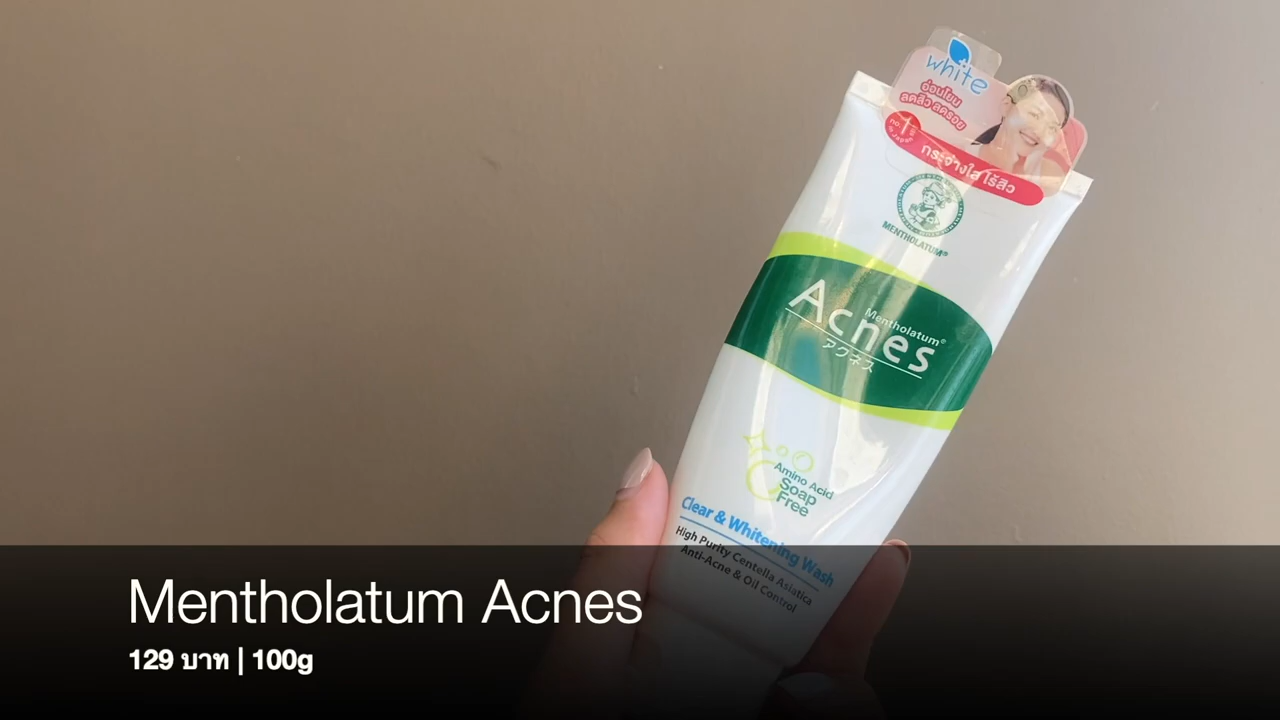 white
อ่อนโยน
ลดสิว ลดรอย
no.1
กระจ่างใส ไร้สิว
MENTHOLATUM®
Mentholatum®
Acnes
アクネス
Amino Acid
Soap
Free
Clear & Whitening Wash
High Purity Centella Asiatica
Anti-Acne & Oil Control
Mentholatum Acnes
129 บาท | 100g